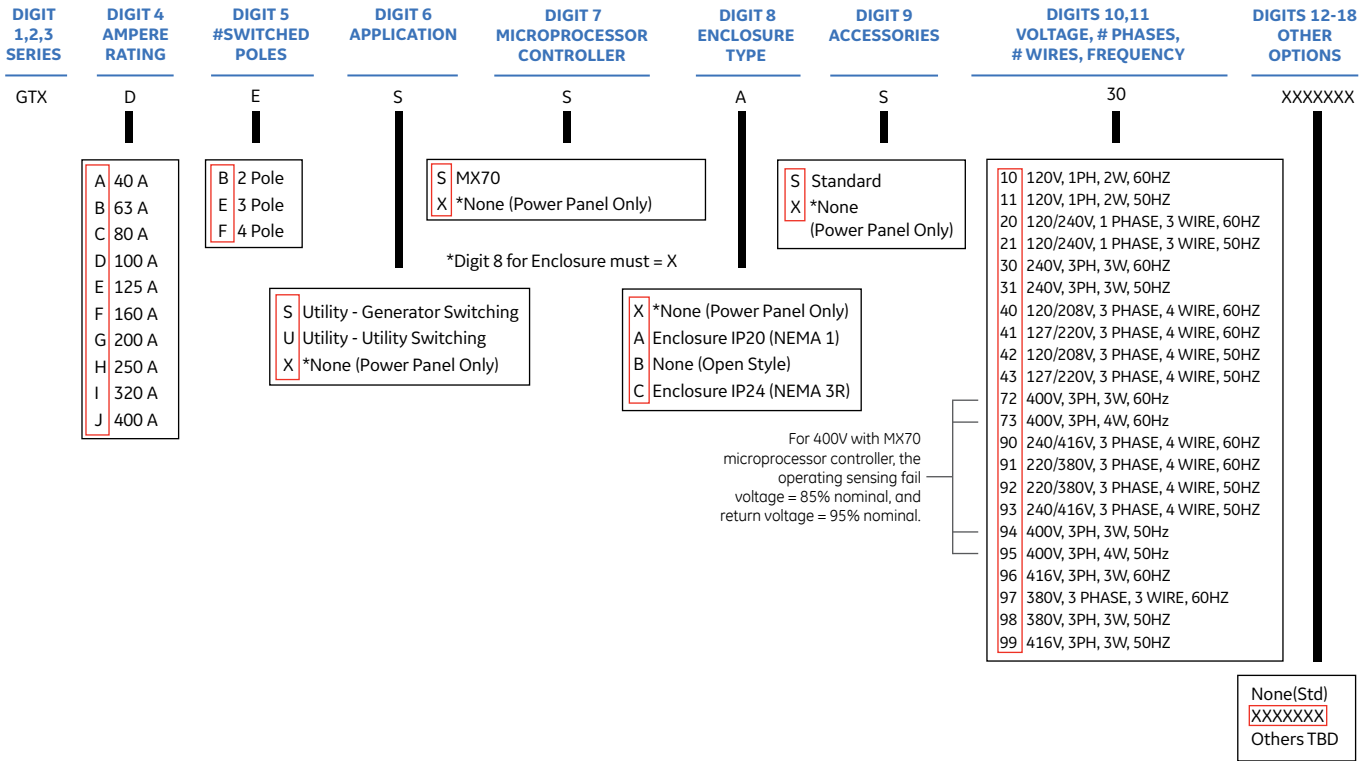 DIGIT
1,2,3
SERIES
DIGIT 4
AMPERE
RATING
DIGIT 5
#SWITCHED
POLES
DIGIT 6
APPLICATION
DIGIT 7
MICROPROCESSOR
CONTROLLER
DIGIT 8
ENCLOSURE
TYPE
DIGIT 9
ACCESSORIES
DIGITS 10,11
VOLTAGE, # PHASES,
# WIRES, FREQUENCY
DIGITS 12-18
OTHER
OPTIONS
GTX D E S S A S 30 XXXXXXX
A 40 A
B 63 A
C 80 A
D 100 A
E 125 A
F 160 A
G 200 A
H 250 A
I 320 A
J 400 A
B 2 Pole
E 3 Pole
F 4 Pole
S Utility - Generator Switching
U Utility - Utility Switching
X *None (Power Panel Only)
S MX70
X *None (Power Panel Only)
*Digit 8 for Enclosure must = X
X *None (Power Panel Only)
A Enclosure IP20 (NEMA 1)
B None (Open Style)
C Enclosure IP24 (NEMA 3R)
S Standard
X *None
(Power Panel Only)
For 400V with MX70
microprocessor controller, the
operating sensing fail
voltage = 85% nominal, and
return voltage = 95% nominal.
10 120V, 1PH, 2W, 60HZ
11 120V, 1PH, 2W, 50HZ
20 120/240V, 1 PHASE, 3 WIRE, 60HZ
21 120/240V, 1 PHASE, 3 WIRE, 50HZ
30 240V, 3PH, 3W, 60HZ
31 240V, 3PH, 3W, 50HZ
40 120/208V, 3 PHASE, 4 WIRE, 60HZ
41 127/220V, 3 PHASE, 4 WIRE, 60HZ
42 120/208V, 3 PHASE, 4 WIRE, 50HZ
43 127/220V, 3 PHASE, 4 WIRE, 50HZ
72 400V, 3PH, 3W, 60Hz
73 400V, 3PH, 4W, 60Hz
90 240/416V, 3 PHASE, 4 WIRE, 60HZ
91 220/380V, 3 PHASE, 4 WIRE, 60HZ
92 220/380V, 3 PHASE, 4 WIRE, 50HZ
93 240/416V, 3 PHASE, 4 WIRE, 50HZ
94 400V, 3PH, 3W, 50Hz
95 400V, 3PH, 4W, 50Hz
96 416V, 3PH, 3W, 60HZ
97 380V, 3 PHASE, 3 WIRE, 60HZ
98 380V, 3PH, 3W, 50HZ
99 416V, 3PH, 3W, 50HZ
None(Std)
XXXXXXX
Others TBD